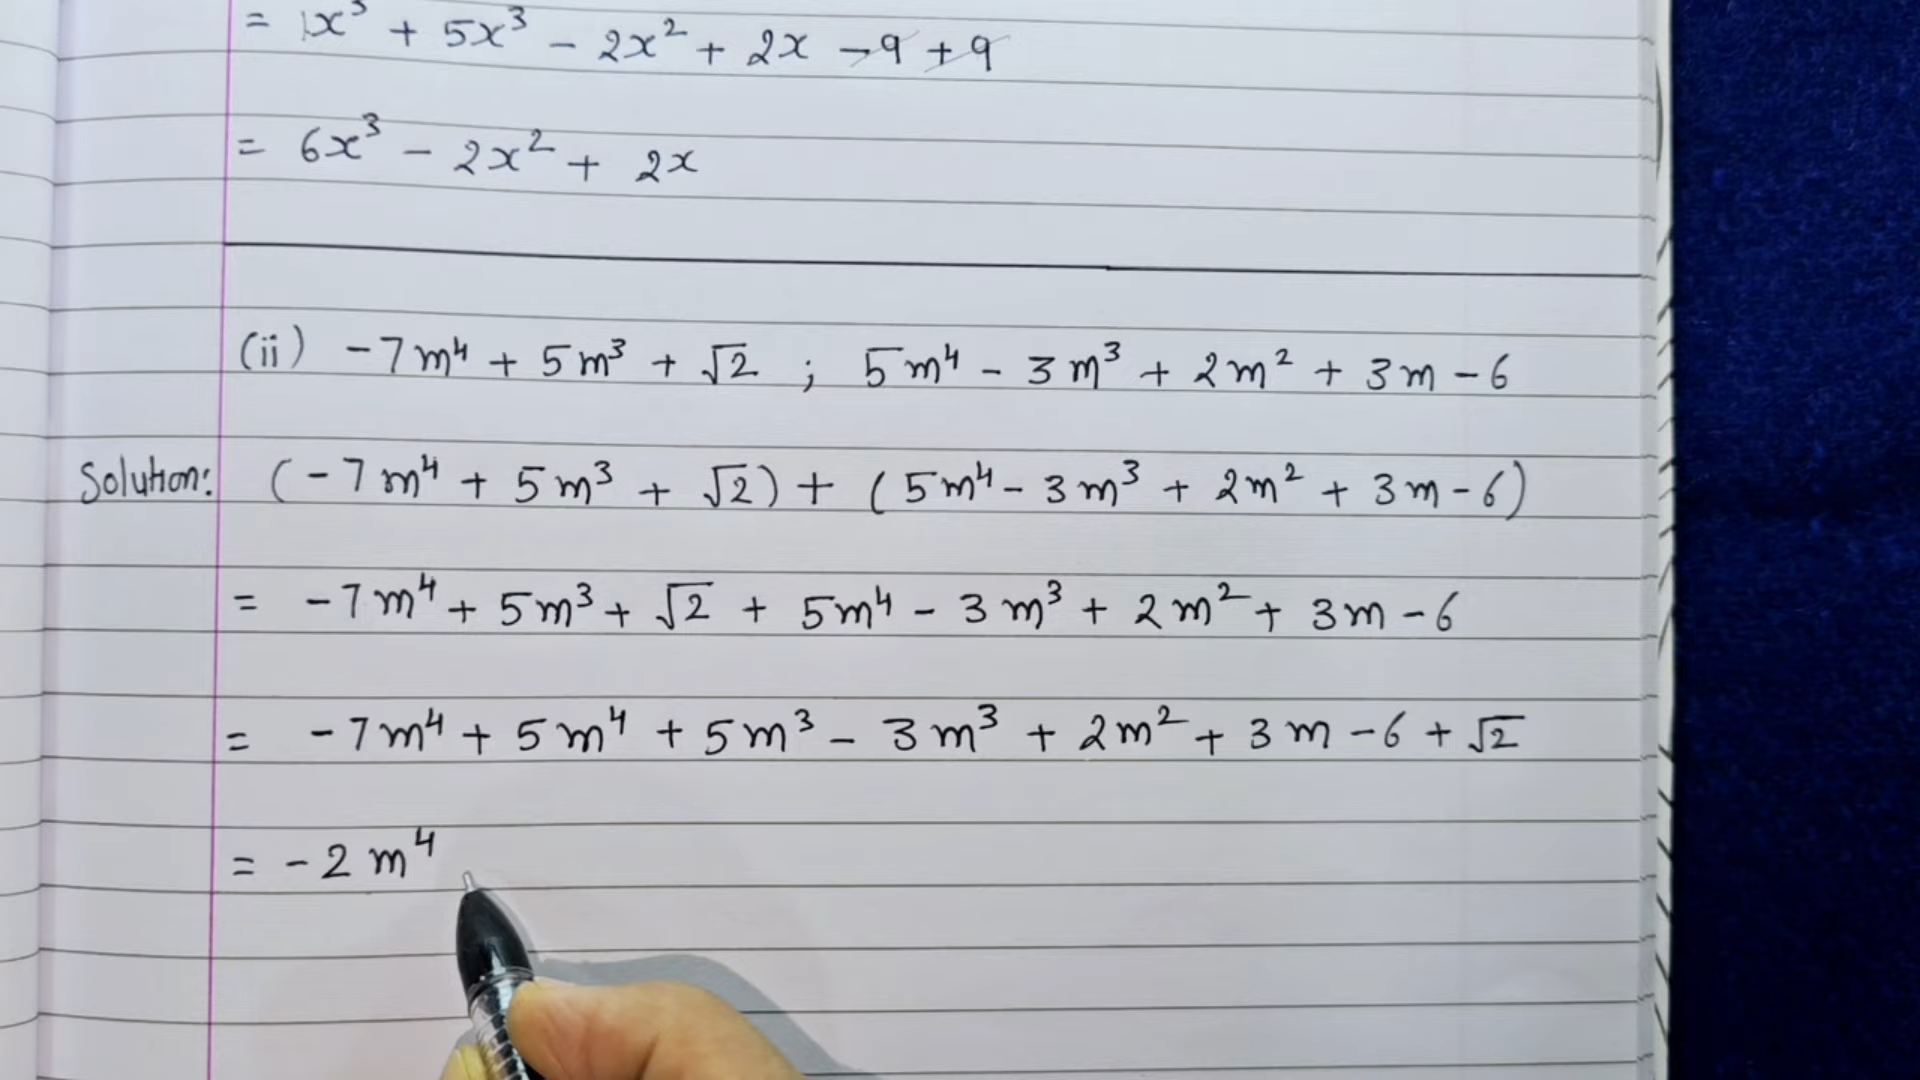 = 1x³ + 5x³ - 2x² + 2x - 9 + 9
= 6x³ - 2x² + 2x
(ii) -7m⁴ + 5m³ + √2 ; 5m⁴ - 3m³ + 2m² + 3m - 6
Solution: (-7m⁴ + 5m³ + √2) + (5m⁴ - 3m³ + 2m² + 3m - 6)
= -7m⁴ + 5m³ + √2 + 5m⁴ - 3m³ + 2m² + 3m - 6
= -7m⁴ + 5m⁴ + 5m³ - 3m³ + 2m² + 3m - 6 + √2
= -2m⁴